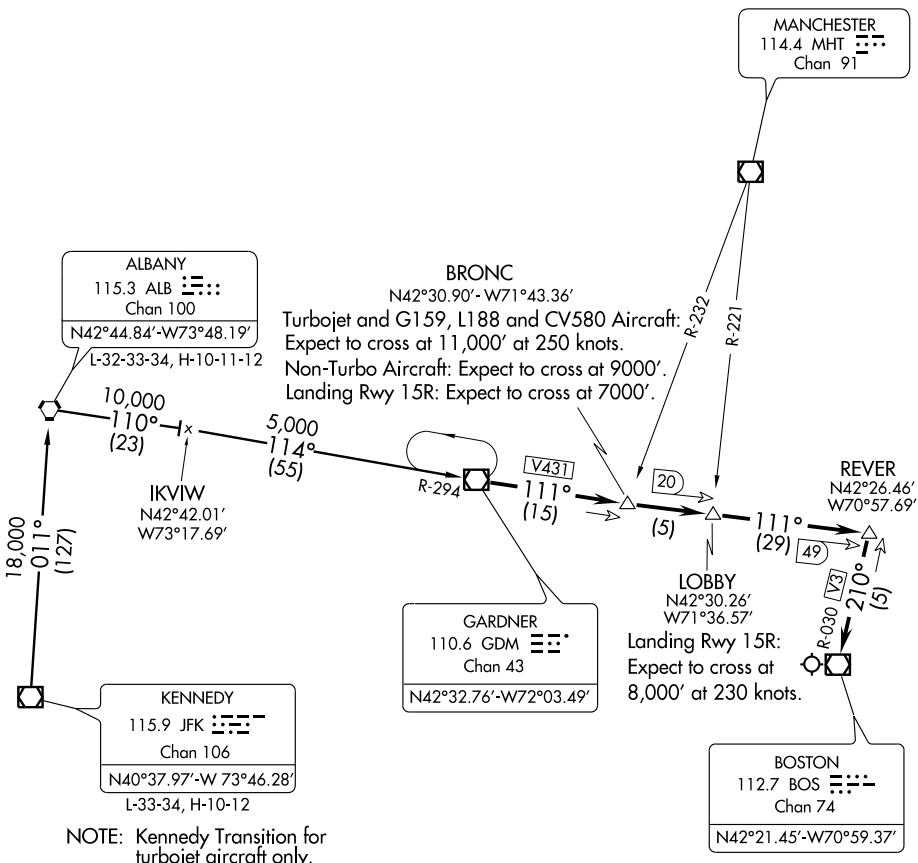 MANCHESTER
114.4 MHT
Chan 91
ALBANY
115.3 ALB
Chan 100
N42°44.84'-W73°48.19'
L-32-33-34, H-10-11-12
BRONC
N42°30.90'- W71°43.36'
Turbojet and G159, L188 and CV580 Aircraft:
Expect to cross at 11,000' at 250 knots.
Non-Turbo Aircraft: Expect to cross at 9000'.
Landing Rwy 15R: Expect to cross at 7000'.
R-232
R-221
10,000
110°
(23)
5,000
114°
(55)
IKVIW
N42°42.01'
W73°17.69'
18,000
011°
(127)
R-294
V431
111°
(15)
20
(5)
111°
(29)
49
REVER
N42°26.46'
W70°57.69'
LOBBY
N42°30.26'
W71°36.57'
Landing Rwy 15R:
Expect to cross at
8,000' at 230 knots.
R-030
V3
210°
(5)
GARDNER
110.6 GDM
Chan 43
N42°32.76'-W72°03.49'
KENNEDY
115.9 JFK
Chan 106
N40°37.97'-W 73°46.28'
L-33-34, H-10-12
BOSTON
112.7 BOS
Chan 74
N42°21.45'-W70°59.37'
NOTE: Kennedy Transition for
turbojet aircraft only.